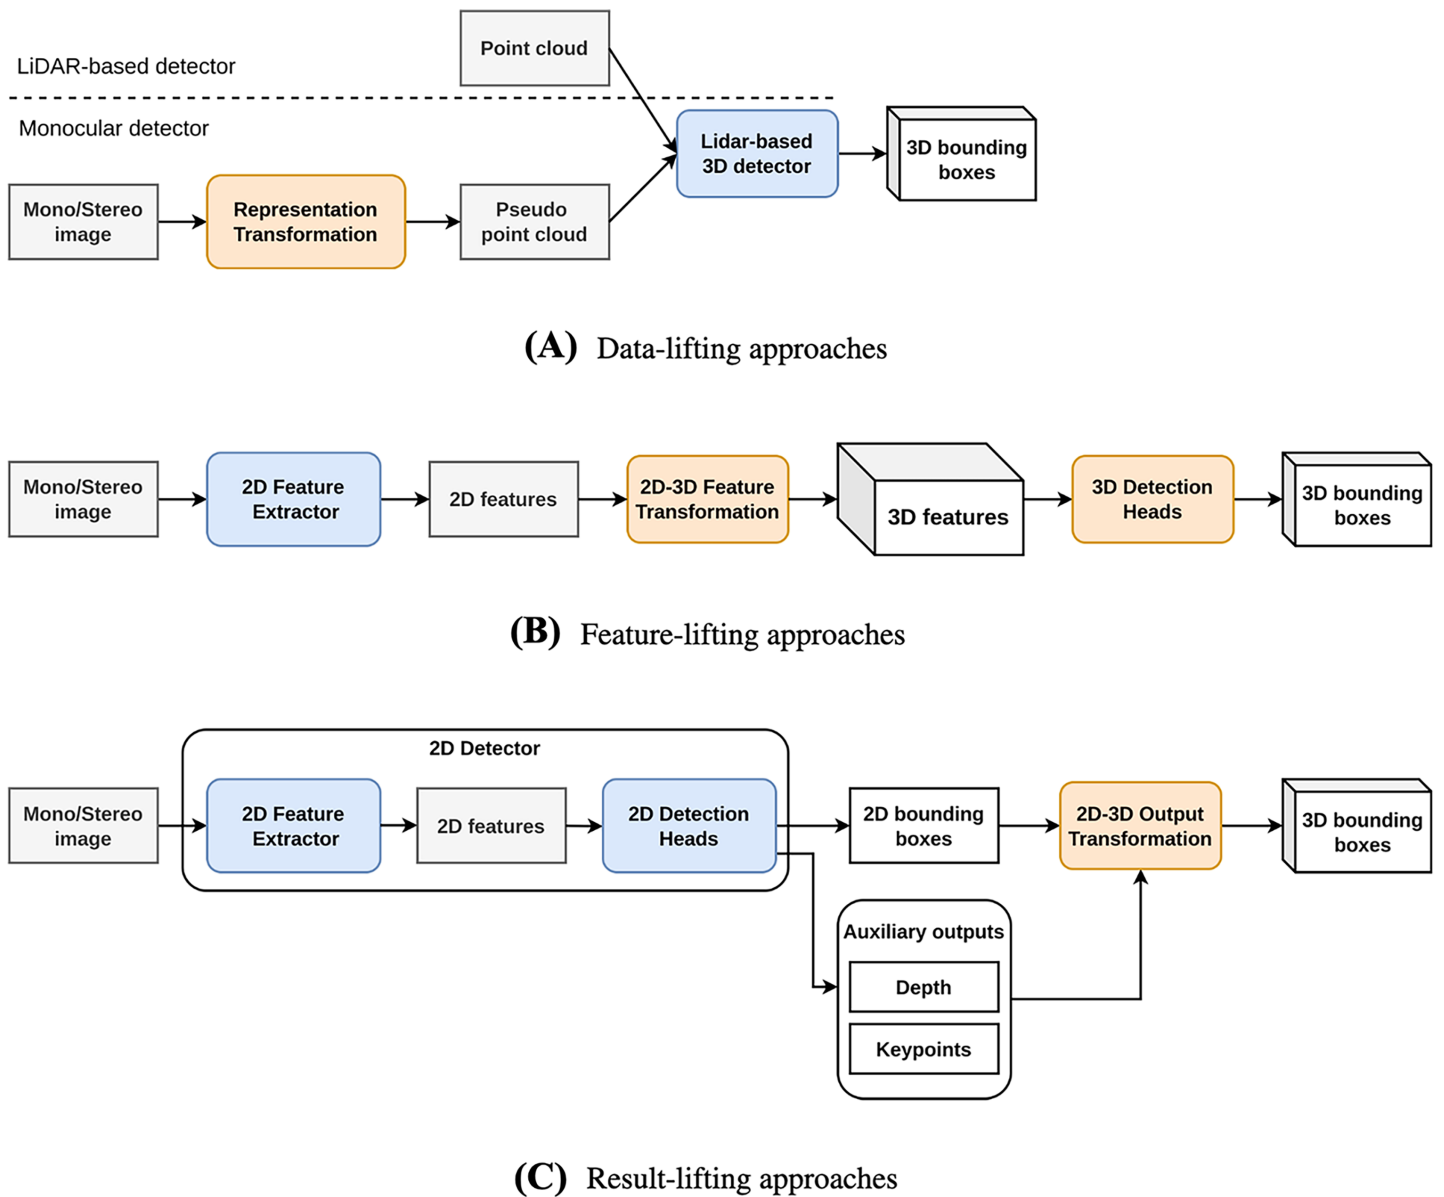 Point cloud
LiDAR-based detector
Monocular detector
Lidar-based
3D detector
3D bounding
boxes
Mono/Stereo
image
Representation
Transformation
Pseudo
point cloud
(A) Data-lifting approaches
Mono/Stereo
image
2D Feature
Extractor
2D features
2D-3D Feature
Transformation
3D features
3D Detection
Heads
3D bounding
boxes
(B) Feature-lifting approaches
2D Detector
Mono/Stereo
image
2D Feature
Extractor
2D features
2D Detection
Heads
2D bounding
boxes
2D-3D Output
Transformation
3D bounding
boxes
Auxiliary outputs
Depth
Keypoints
(C) Result-lifting approaches